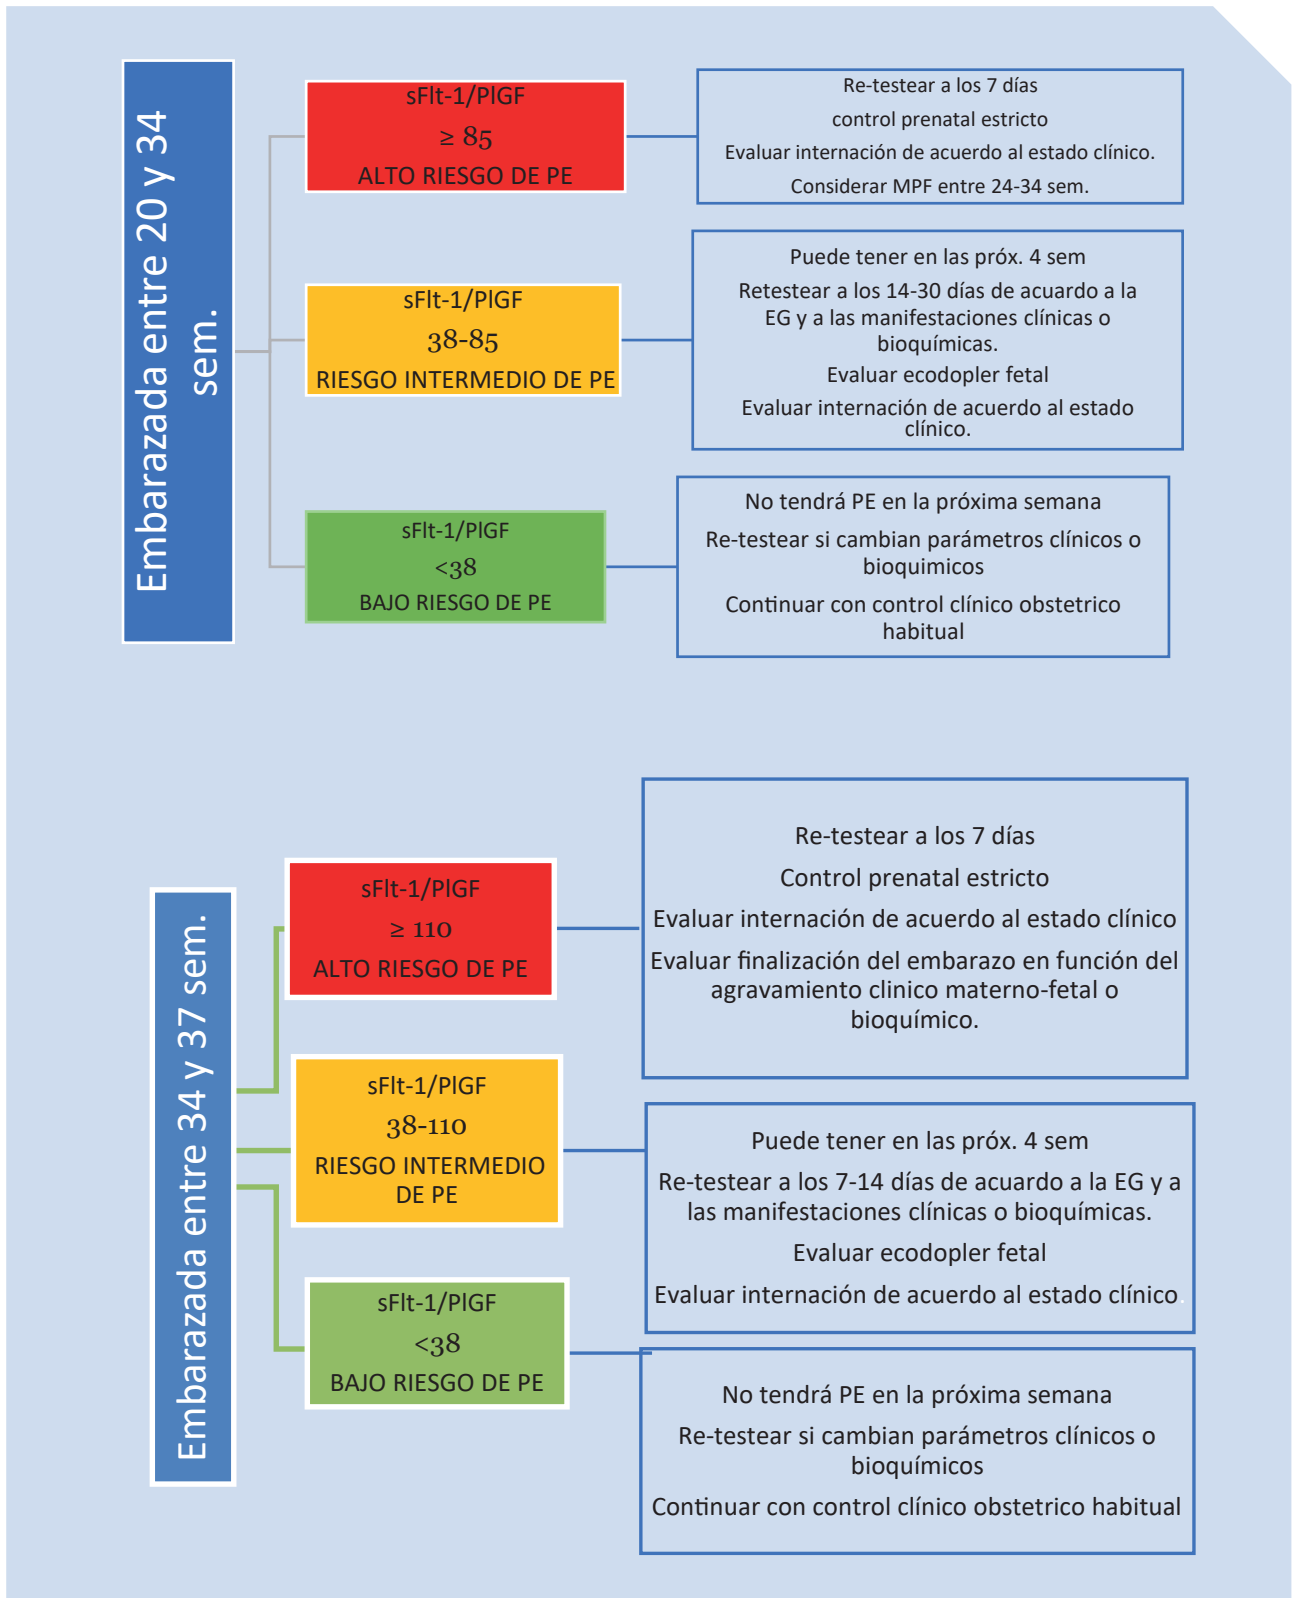 Embarazada entre 20 y 34
sem.
sFlt-1/PlGF
≥ 85
ALTO RIESGO DE PE
Re-testear a los 7 días
control prenatal estricto
Evaluar internación de acuerdo al estado clínico.
Considerar MPF entre 24-34 sem.
sFlt-1/PlGF
38-85
RIESGO INTERMEDIO DE PE
Puede tener en las próx. 4 sem
Retestear a los 14-30 días de acuardo a la
EG y a las manifestaciones clínicas o
bioquímicas.
Evaluar ecodopler fetal
Evaluar internación de acuerdo al estado
clínico.
sFlt-1/PlGF
<38
BAJO RIESGO DE PE
No tendrá PE en la próxima semana
Re-testear si cambian parámetros clínicos o
bioquimicos
Continuar con control clínico obstetrico
habitual
Embarazada entre 34 y 37 sem.
sFlt-1/PlGF
≥ 110
ALTO RIESGO DE PE
Re-testear a los 7 días
Control prenatal estricto
Evaluar internación de acuerdo al estado clínico
Evaluar finalización del embarazo en función del
agravamiento clinico materno-fetal o
bioquímico.
sFlt-1/PlGF
38-110
RIESGO INTERMEDIO
DE PE
Puede tener en las próx. 4 sem
Re-testear a los 7-14 días de acuardo a la EG y a
las manifestaciones clínicas o bioquímicas.
Evaluar ecodopler fetal
Evaluar internación de acuerdo al estado clínico.
sFlt-1/PlGF
<38
BAJO RIESGO DE PE
No tendrá PE en la próxima semana
Re-testear si cambian parámetros clínicos o
bioquímicos
Continuar con control clínico obstetrico habitual